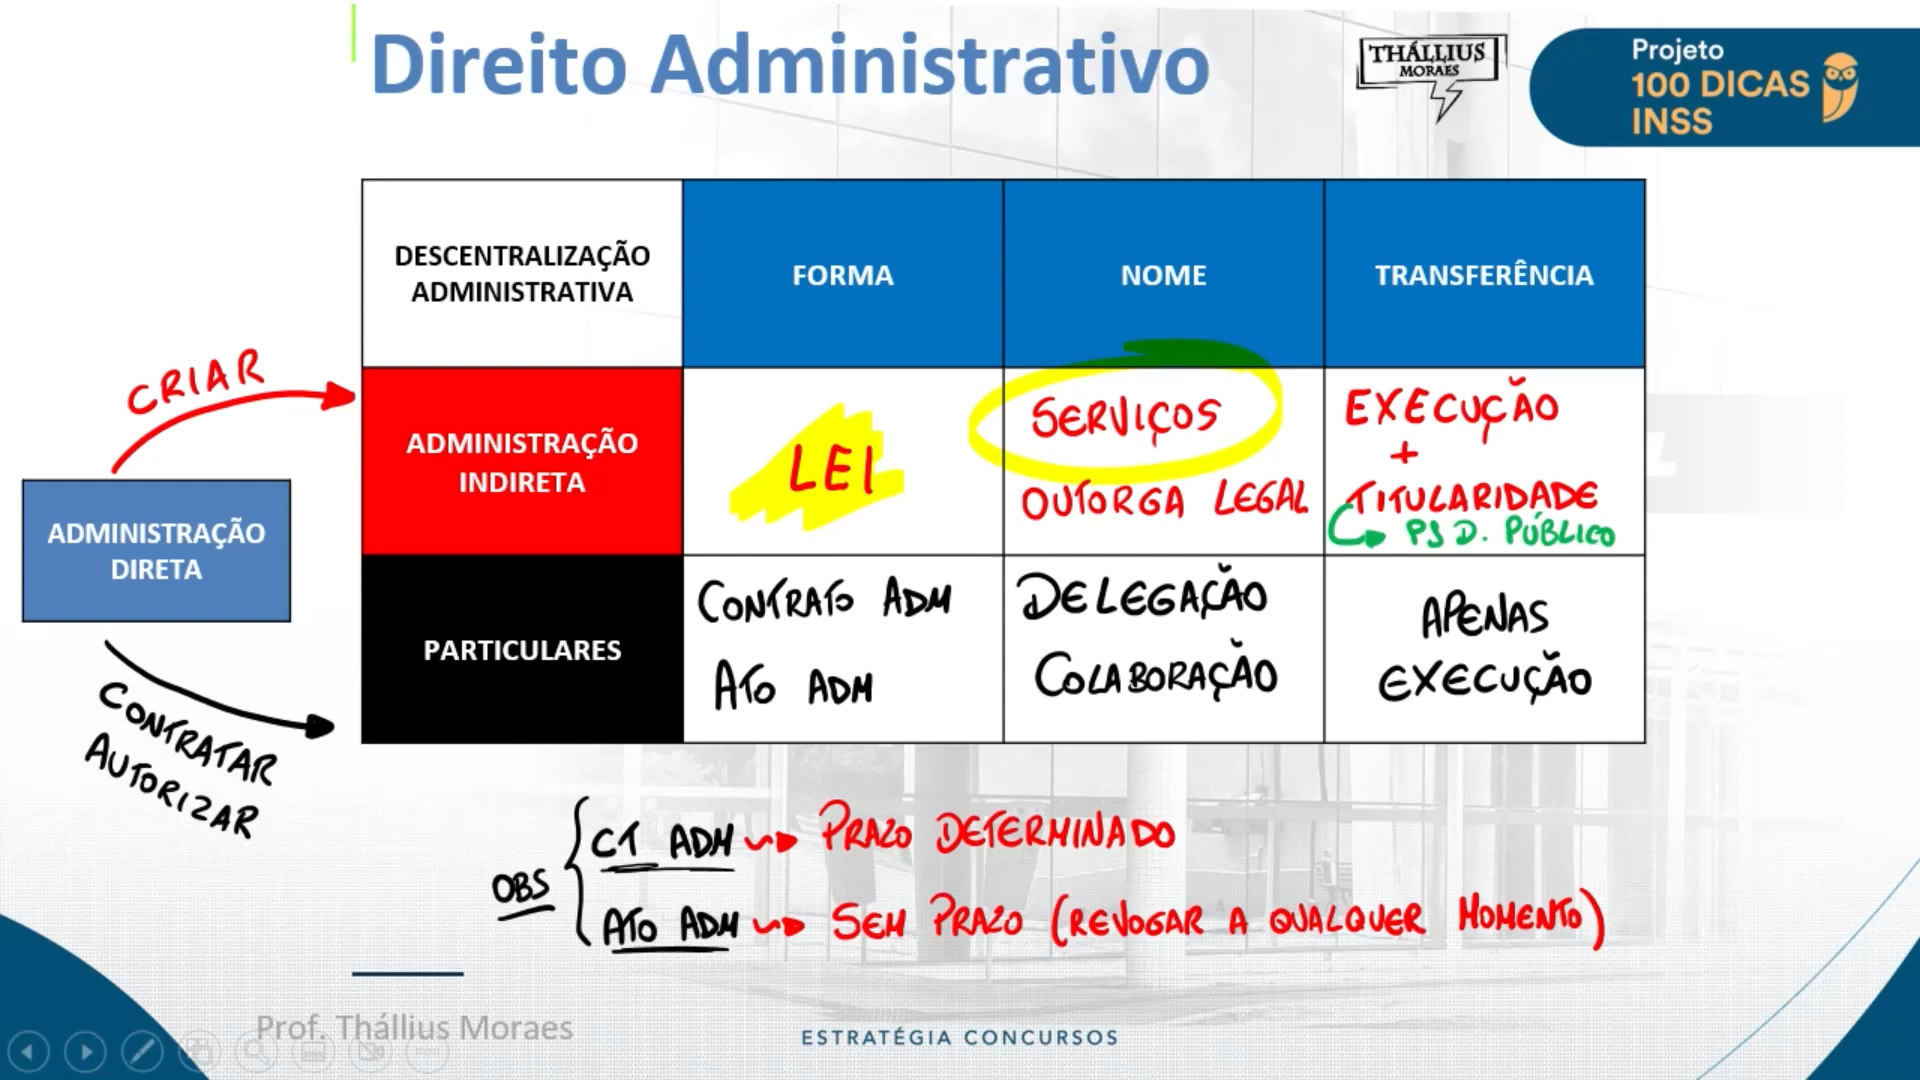 Direito Administrativo
THÁLLIUS
MORAES
Projeto
100 DICAS
INSS
DESCENTRALIZAÇÃO
ADMINISTRATIVA
FORMA
NOME
TRANSFERÊNCIA
CRIAR
ADMINISTRAÇÃO
INDIRETA
LEI
SERVIÇOS
OUTORGA LEGAL
EXECUÇÃO
+
TITULARIDADE
PJ D. PÚBLICO
ADMINISTRAÇÃO
DIRETA
PARTICULARES
CONTRATO ADM
ATO ADM
DELEGAÇÃO
COLABORAÇÃO
APENAS
EXECUÇÃO
CONTRATAR
AUTORIZAR
OBS
CT ADM PRAZO DETERMINADO
ATO ADM SEM PRAZO (REVOGAR A QUALQUER MOMENTO)
Prof. Thállius Moraes
ESTRATÉGIA CONCURSOS